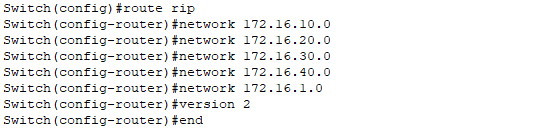 Switch(config)#route rip
Switch(config-router)#network 172.16.10.0
Switch(config-router)#network 172.16.20.0
Switch(config-router)#network 172.16.30.0
Switch(config-router)#network 172.16.40.0
Switch(config-router)#network 172.16.1.0
Switch(config-router)#version 2
Switch(config-router)#end